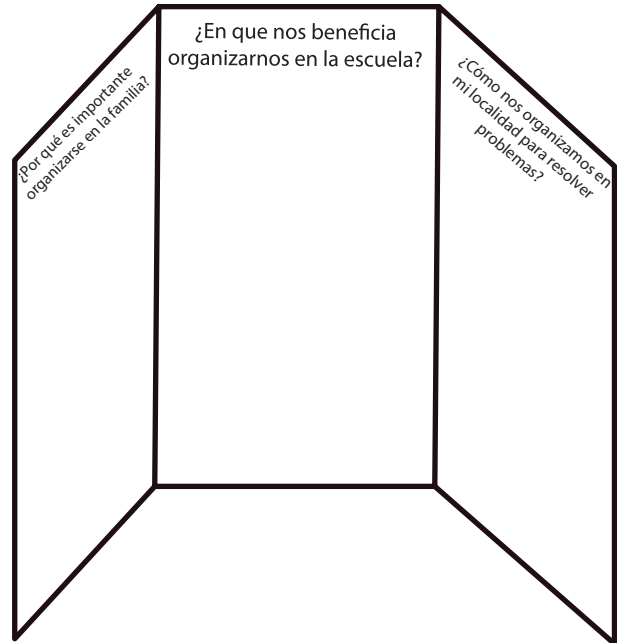 ¿Por qué es importante
organizarse en la familia?
¿En que nos beneficia
organizarnos en la escuela?
¿Cómo nos organizamos en
mi localidad para resolver
problemas?